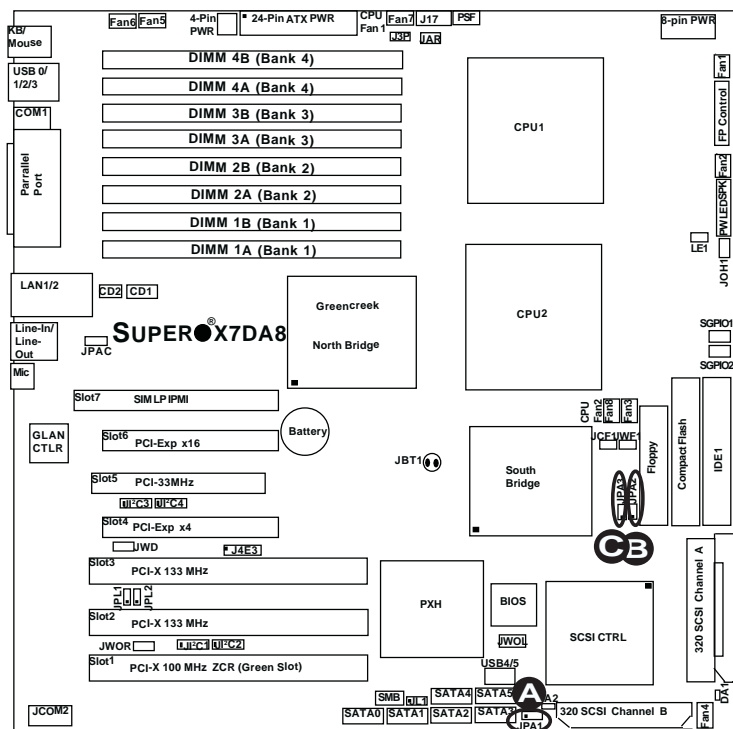 Fan6 Fan5
4-Pin
PWR
24-Pin ATX PWR
CPU
Fan 1
Fan7
J17
PSF
J3P
JAR
8-pin PWR
KB/
Mouse
USB 0/
1/2/3
COM1
Parrallel
Port
DIMM 4B (Bank 4)
DIMM 4A (Bank 4)
DIMM 3B (Bank 3)
DIMM 3A (Bank 3)
DIMM 2B (Bank 2)
DIMM 2A (Bank 2)
DIMM 1B (Bank 1)
DIMM 1A (Bank 1)
CPU1
Fan1
FP Control
Fan2
PWLEDSPK
LE1
JOH1
LAN1/2
CD2 CD1
Greencreek
North Bridge
CPU2
SUPER®X7DA8
Line-In/
Line-
Out
JPAC
Mic
SGPIO1
SGPIO2
Slot7
SIMLP IPMI
GLAN
CTLR
Slot6
PCI-Exp x16
Battery
Slot5
PCI-33MHz
JBT1
South
Bridge
CPU
Fan2
Fan8
Fan3
JCF1
JWF1
JPA3
JPA2
Floppy
Compact Flash
IDE1
C
B
JI²C3 JI²C4
Slot4
PCI-Exp x4
JWD
J4E3
Slot3
PCI-X 133 MHz
JPL1
JPL2
Slot2
PCI-X 133 MHz
JWOR
JI²C1 JI²C2
Slot1
PCI-X 100 MHz ZCR (Green Slot)
PXH
BIOS
JWOL
SCSI CTRL
320 SCSI Channel A
USB4/5
A
DA1
JCOM2
SMB
JL1
SATA4
SATA5
SATA0
SATA1
SATA2
SATA3
JPA1
320 SCSI Channel B
Fan4